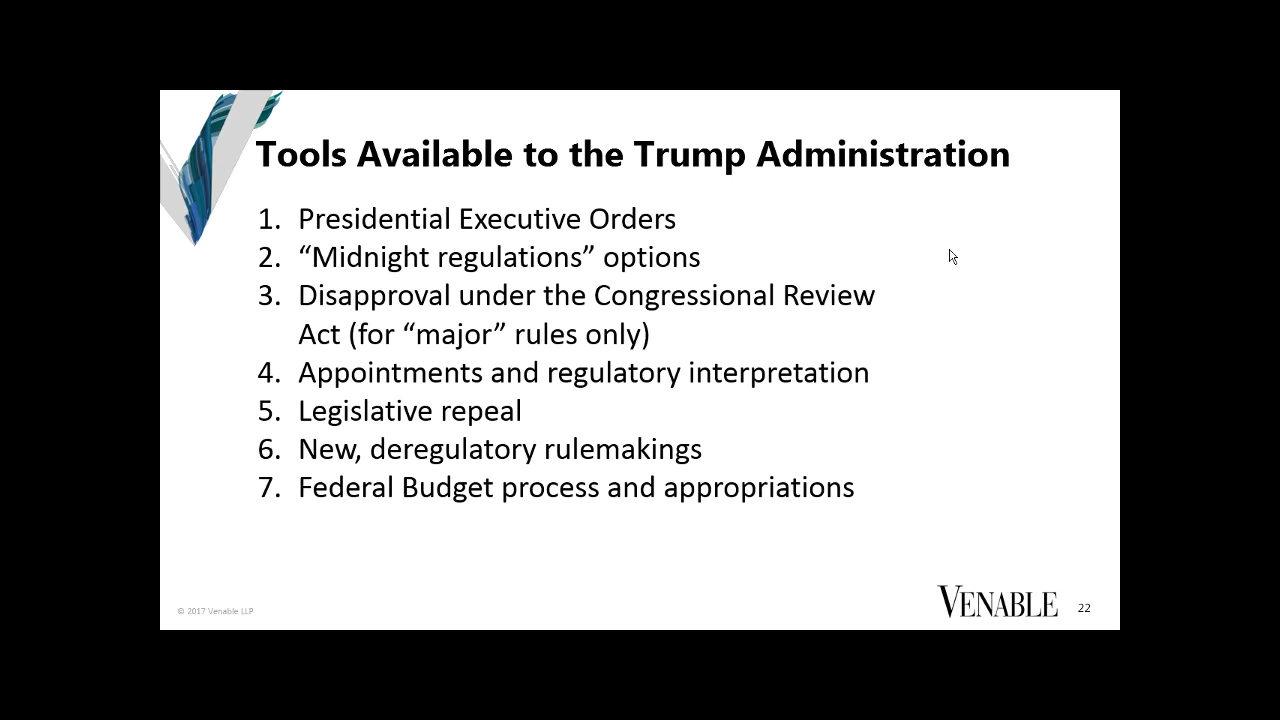 Tools Available to the Trump Administration
1. Presidential Executive Orders
2. “Midnight regulations” options
3. Disapproval under the Congressional Review
Act (for “major” rules only)
4. Appointments and regulatory interpretation
5. Legislative repeal
6. New, deregulatory rulemakings
7. Federal Budget process and appropriations
© 2017 Venable LLP
VENABLE 22